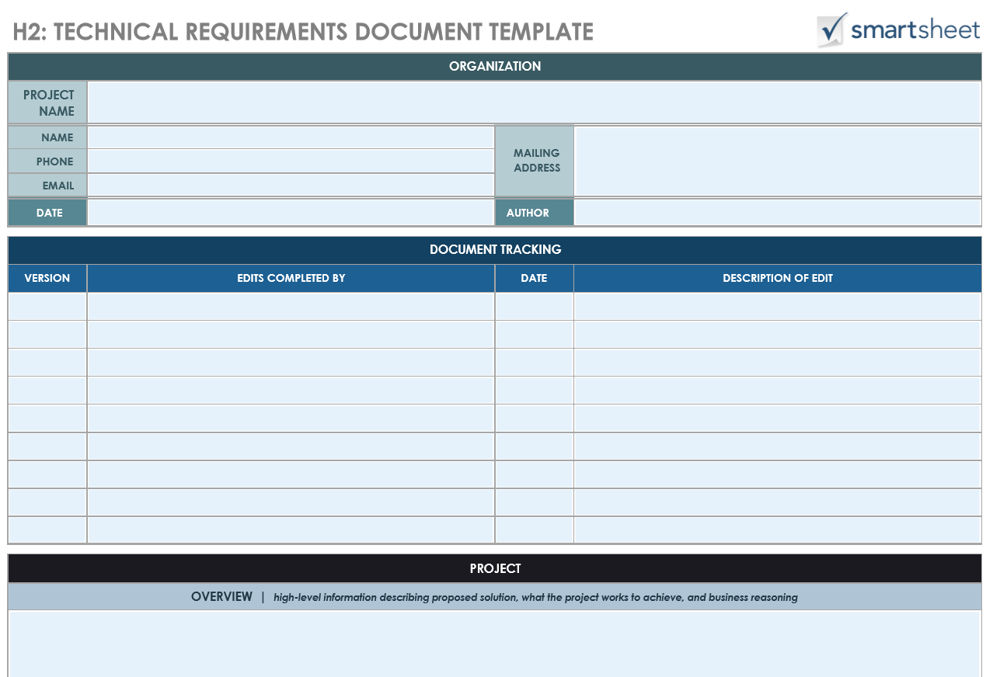 H2: TECHNICAL REQUIREMENTS DOCUMENT TEMPLATE
smartsheet
ORGANIZATION
PROJECT
NAME
NAME
PHONE
EMAIL
MAILING
ADDRESS
DATE
AUTHOR
DOCUMENT TRACKING
VERSION
EDITS COMPLETED BY
DATE
DESCRIPTION OF EDIT
PROJECT
OVERVIEW | high-level information describing proposed solution, what the project works to achieve, and business reasoning